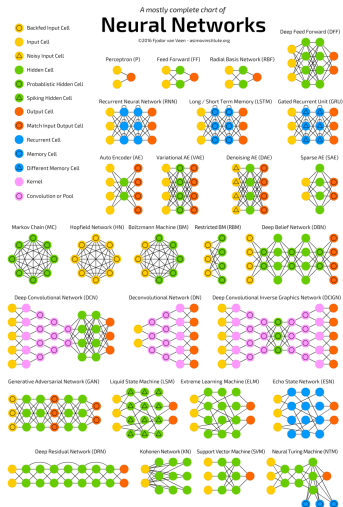 A mostly complete chart of
Neural Networks
©2016 Fjodor van Veen - asimovinstitute.org
Backfed Input Cell
Input Cell
Noisy Input Cell
Hidden Cell
Probablistic Hidden Cell
Spiking Hidden Cell
Output Cell
Match Input Output Cell
Recurrent Cell
Memory Cell
Different Memory Cell
Kernel
Convolution or Pool
Deep Feed Forward (DFF)
Perceptron (P)
Feed Forward (FF)
Radial Basis Network (RBF)
Recurrent Neural Network (RNN)
Long / Short Term Memory (LSTM)
Gated Recurrent Unit (GRU)
Auto Encoder (AE)
Variational AE (VAE)
Denoising AE (DAE)
Sparse AE (SAE)
Markov Chain (MC)
Hopfield Network (HN)
Boltzmann Machine (BM)
Restricted BM (RBM)
Deep Belief Network (DBN)
Deep Convolutional Network (DCN)
Deconvolutional Network (DN)
Deep Convolutional Inverse Graphics Network (DCIGN)
Generative Adversarial Network (GAN)
Liquid State Machine (LSM)
Extreme Learning Machine (ELM)
Echo State Network (ESN)
Deep Residual Network (DRN)
Kohonen Network (KN)
Support Vector Machine (SVM)
Neural Turing Machine (NTM)